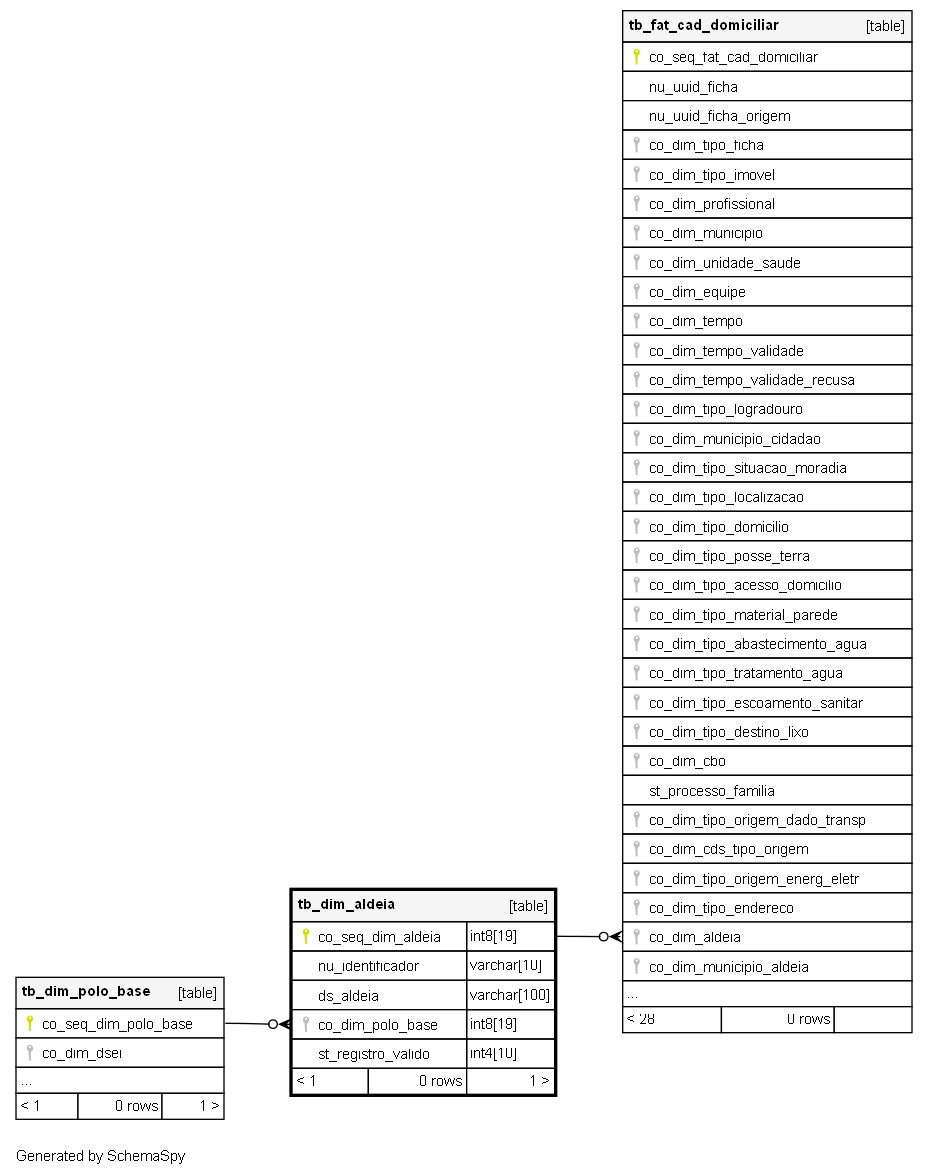 tb_fat_cad_domiciliar [table]
co_seq_fat_cad_domiciliar
nu_uuid_ficha
nu_uuid_ficha_origem
co_dim_tipo_ficha
co_dim_tipo_imovel
co_dim_profissional
co_dim_municipio
co_dim_unidade_saude
co_dim_equipe
co_dim_tempo
co_dim_tempo_validade
co_dim_tempo_validade_recusa
co_dim_tipo_logradouro
co_dim_municipio_cidadao
co_dim_tipo_situacao_moradia
co_dim_tipo_localizacao
co_dim_tipo_domicilio
co_dim_tipo_posse_terra
co_dim_tipo_acesso_domicilio
co_dim_tipo_material_parede
co_dim_tipo_abastecimento_agua
co_dim_tipo_tratamento_agua
co_dim_tipo_escoamento_sanitar
co_dim_tipo_destino_lixo
co_dim_cbo
st_processo_familia
co_dim_tipo_origem_dado_transp
co_dim_cds_tipo_origem
co_dim_tipo_origem_energ_eletr
co_dim_tipo_endereco
co_dim_aldeia
co_dim_municipio_aldeia
...
< 28 0 rows
tb_dim_aldeia [table]
co_seq_dim_aldeia int8[19]
nu_identificador varchar[10]
ds_aldeia varchar[100]
co_dim_polo_base int8[19]
st_registro_valido int4[10]
< 1 0 rows 1 >
tb_dim_polo_base [table]
co_seq_dim_polo_base
co_dim_dsei
...
< 1 0 rows 1 >
Generated by SchemaSpy